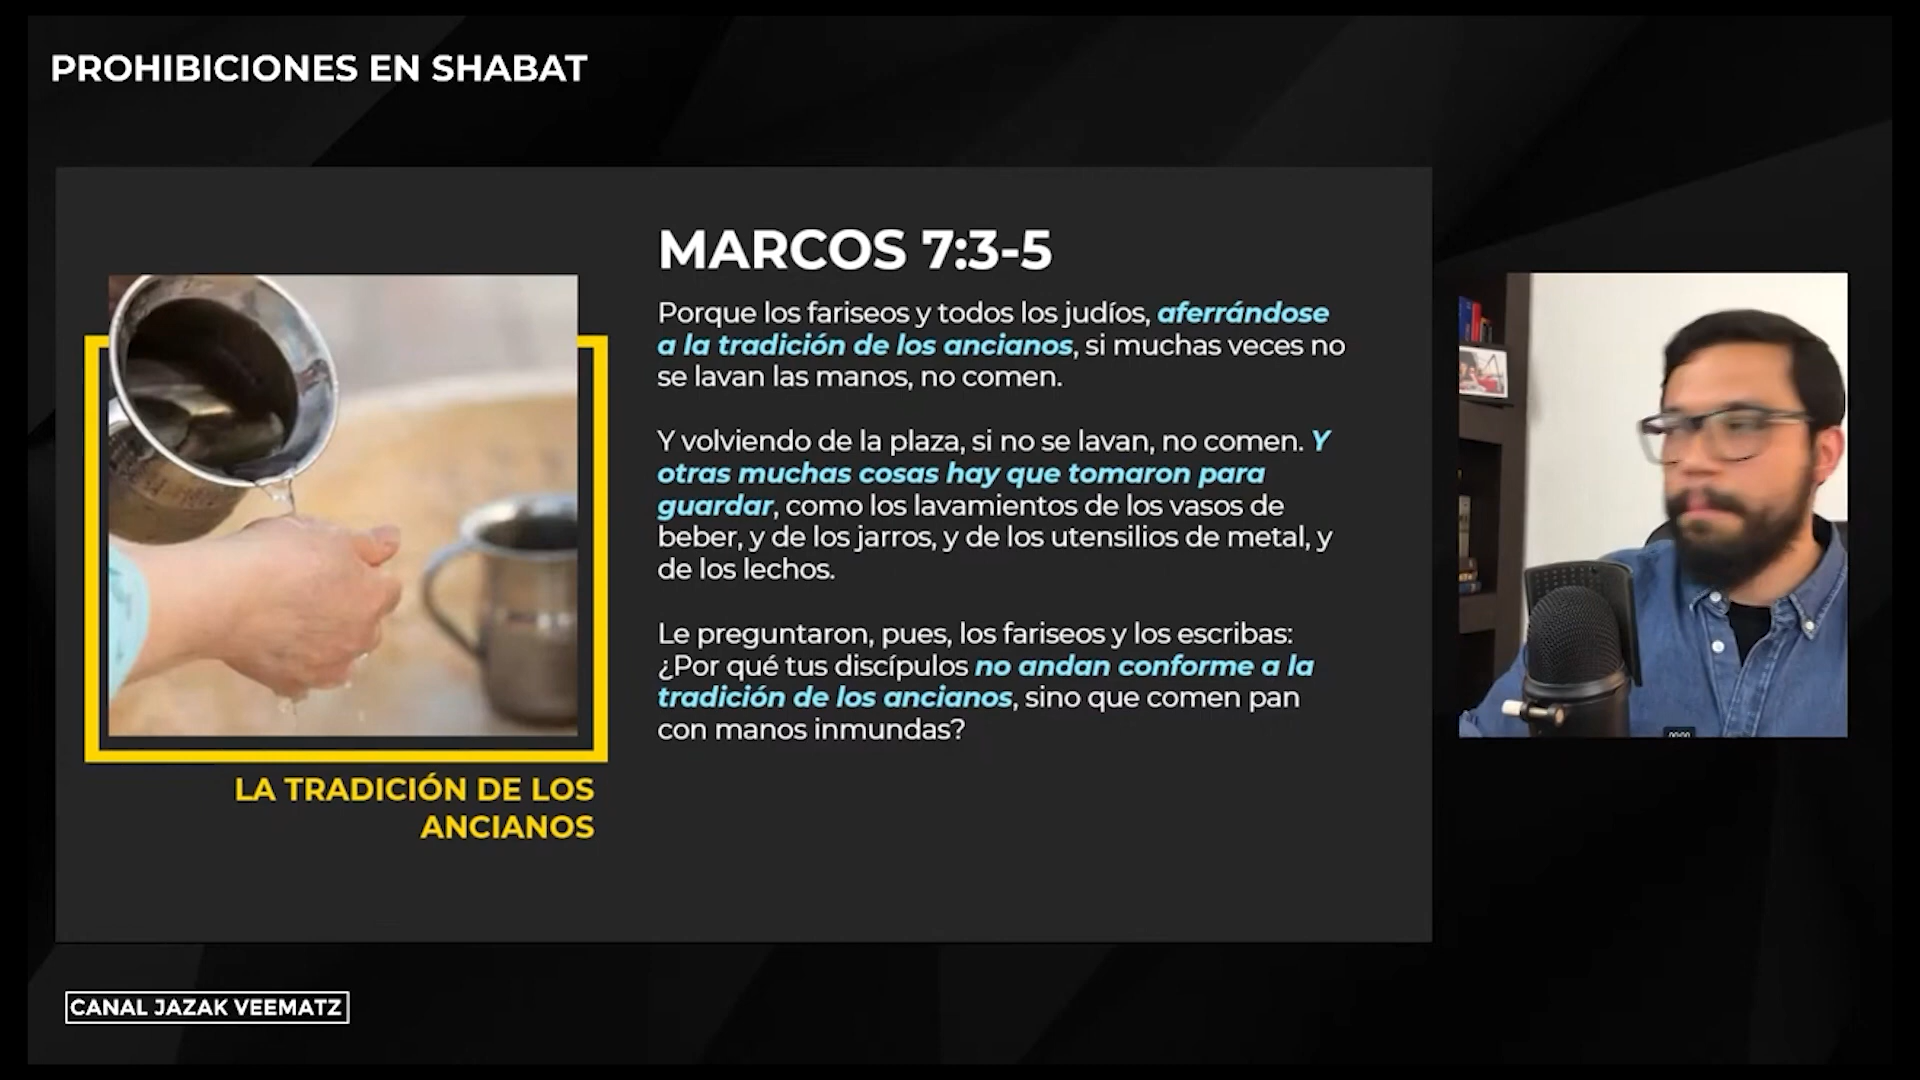 PROHIBICIONES EN SHABAT
MARCOS 7:3-5
Porque los fariseos y todos los judíos, aferrándose
a la tradición de los ancianos, si muchas veces no
se lavan las manos, no comen.
Y volviendo de la plaza, si no se lavan, no comen. Y
otras muchas cosas hay que tomaron para
guardar, como los lavamientos de los vasos de
beber, y de los jarros, y de los utensilios de metal, y
de los lechos.
Le preguntaron, pues, los fariseos y los escribas:
¿Por qué tus discípulos no andan conforme a la
tradición de los ancianos, sino que comen pan
con manos inmundas?
LA TRADICIÓN DE LOS
ANCIANOS
CANAL JAZAK VEEMATZ